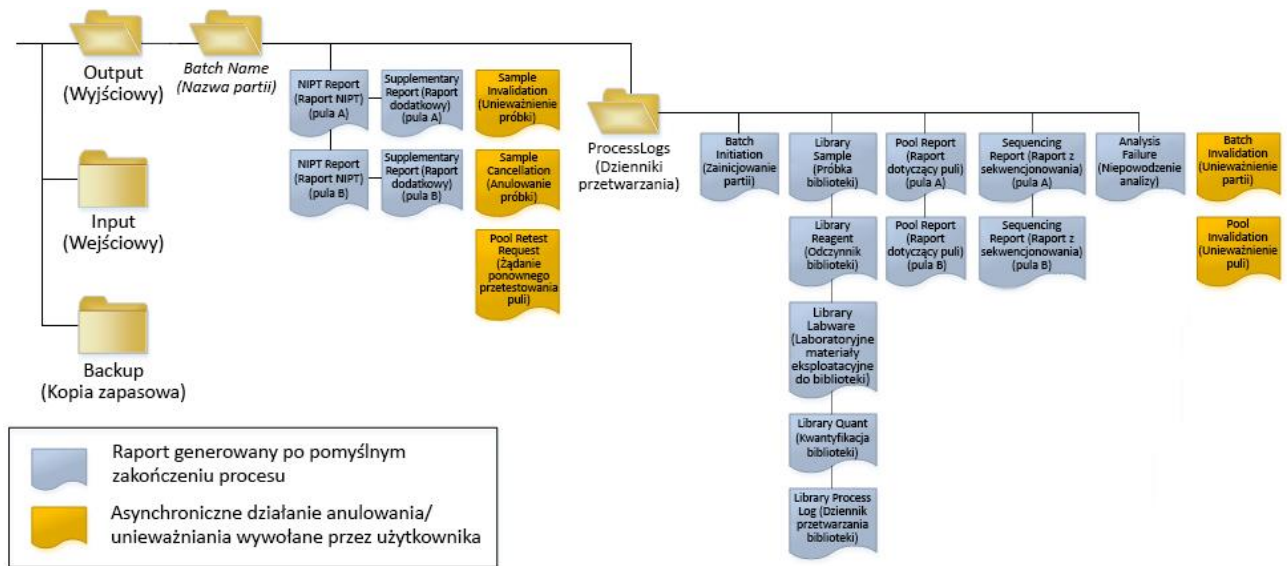 Output
(Wyjściowy)
Batch Name
(Nazwa partii)
NIPT Report
(Raport NIPT)
(pula A)
Supplementary
Report (Raport
dodatkowy)
(pula A)
Sample
Invalidation
(Unieważnienie
próbki)
NIPT Report
(Raport NIPT)
(pula B)
Supplementary
Report (Raport
dodatkowy)
(pula B)
Sample
Cancellation
(Anulowanie
próbki)
Pool Retest
Request
(Żądanie
ponownego
przetestowania
puli)
ProcessLogs
(Dzienniki
przetwarzania)
Batch
Initiation
(Zainicjowanie
partii)
Library
Sample
(Próbka
biblioteki)
Pool Report
(Raport
dotyczący puli)
(pula A)
Sequencing
Report (Raport z
sekwencjonowania)
(pula A)
Analysis
Failure
(Niepowodzenie
analizy)
Batch
Invalidation
(Unieważnienie
partii)
Library
Reagent
(Odczynnik
biblioteki)
Pool Report
(Raport
dotyczący puli)
(pula B)
Sequencing
Report (Raport z
sekwencjonowania)
(pula B)
Pool
Invalidation
(Unieważnienie
puli)
Library
Labware
(Laboratoryjne
materiały
eksploatacyjne
do biblioteki)
Library Quant
(Kwantyfikacja
biblioteki)
Library Process
Log (Dziennik
przetwarzania
biblioteki)
Input
(Wejściowy)
Backup
(Kopia zapasowa)
Raport generowany po pomyślnym
zakończeniu procesu
Asynchroniczne działanie anulowania/
unieważniania wywołane przez użytkownika